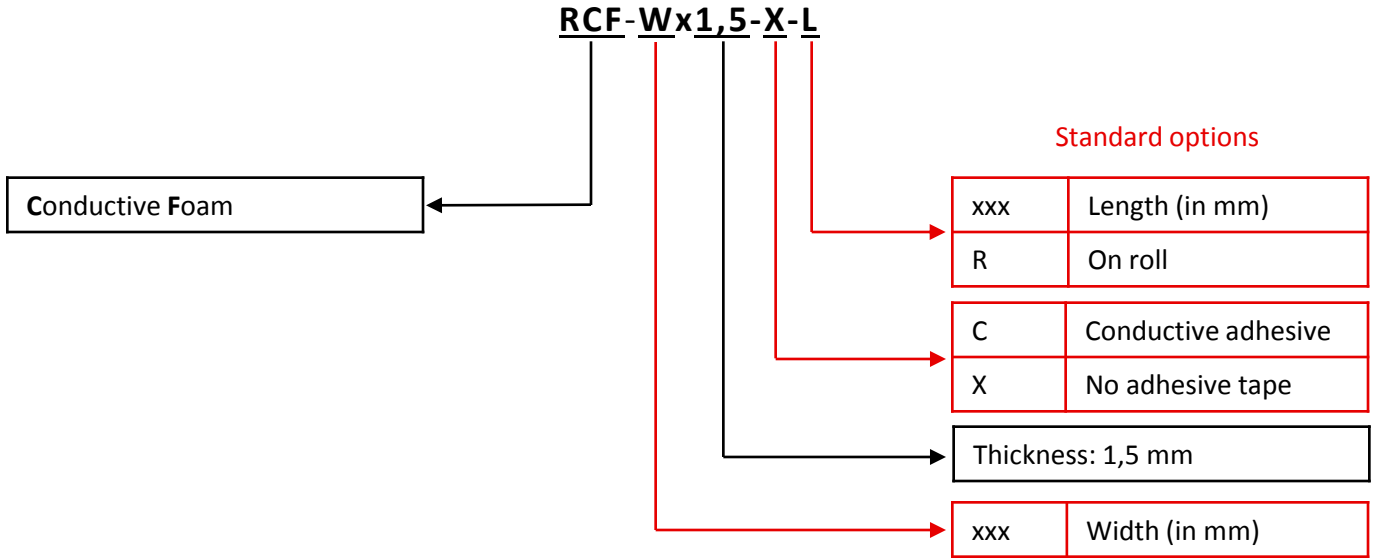 RCF-Wx1,5-X-L
Standard options
Conductive Foam
xxx Length (in mm)
R On roll
C Conductive adhesive
X No adhesive tape
Thickness: 1,5 mm
xxx Width (in mm)